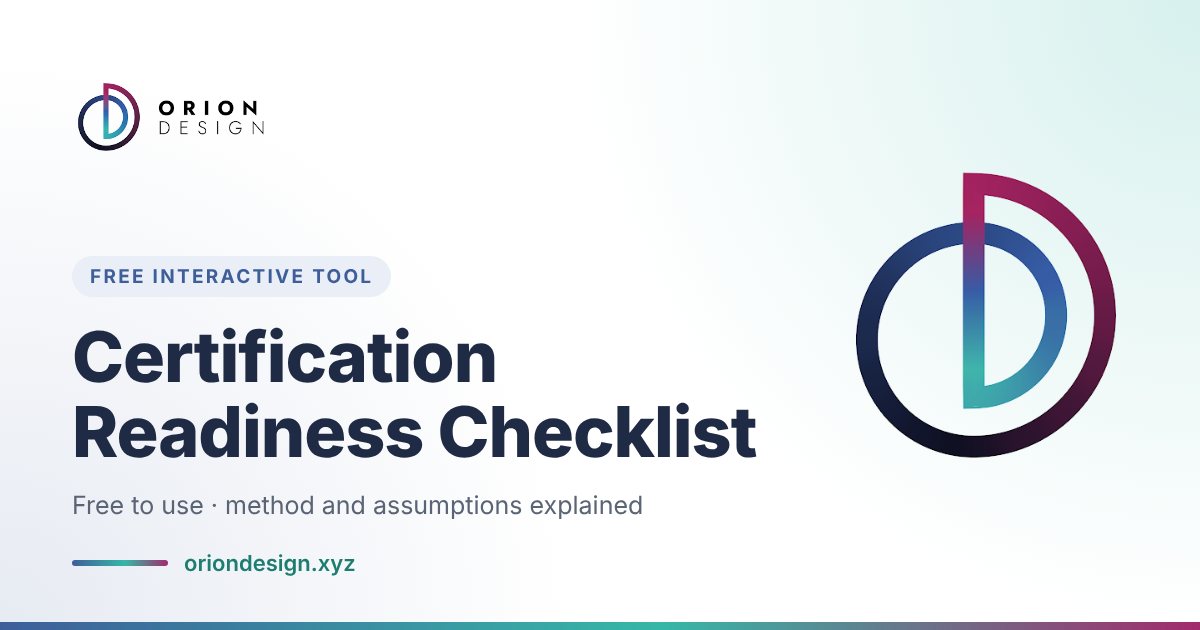 ORION
DESIGN
FREE INTERACTIVE TOOL
Certification
Readiness Checklist
Free to use · method and assumptions explained
oriondesign.xyz